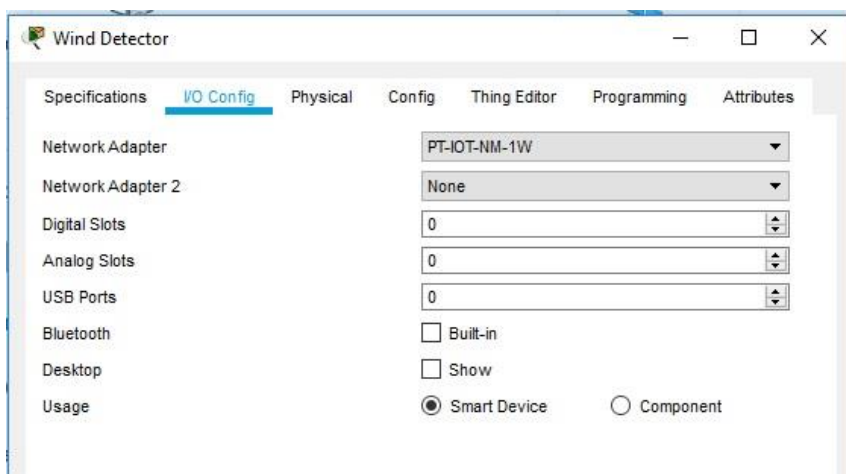 Wind Detector
Specifications I/O Config Physical Config Thing Editor Programming Attributes
Network Adapter PT-IOT-NM-1W
Network Adapter 2 None
Digital Slots 0
Analog Slots 0
USB Ports 0
Bluetooth Built-in
Desktop Show
Usage Smart Device Component